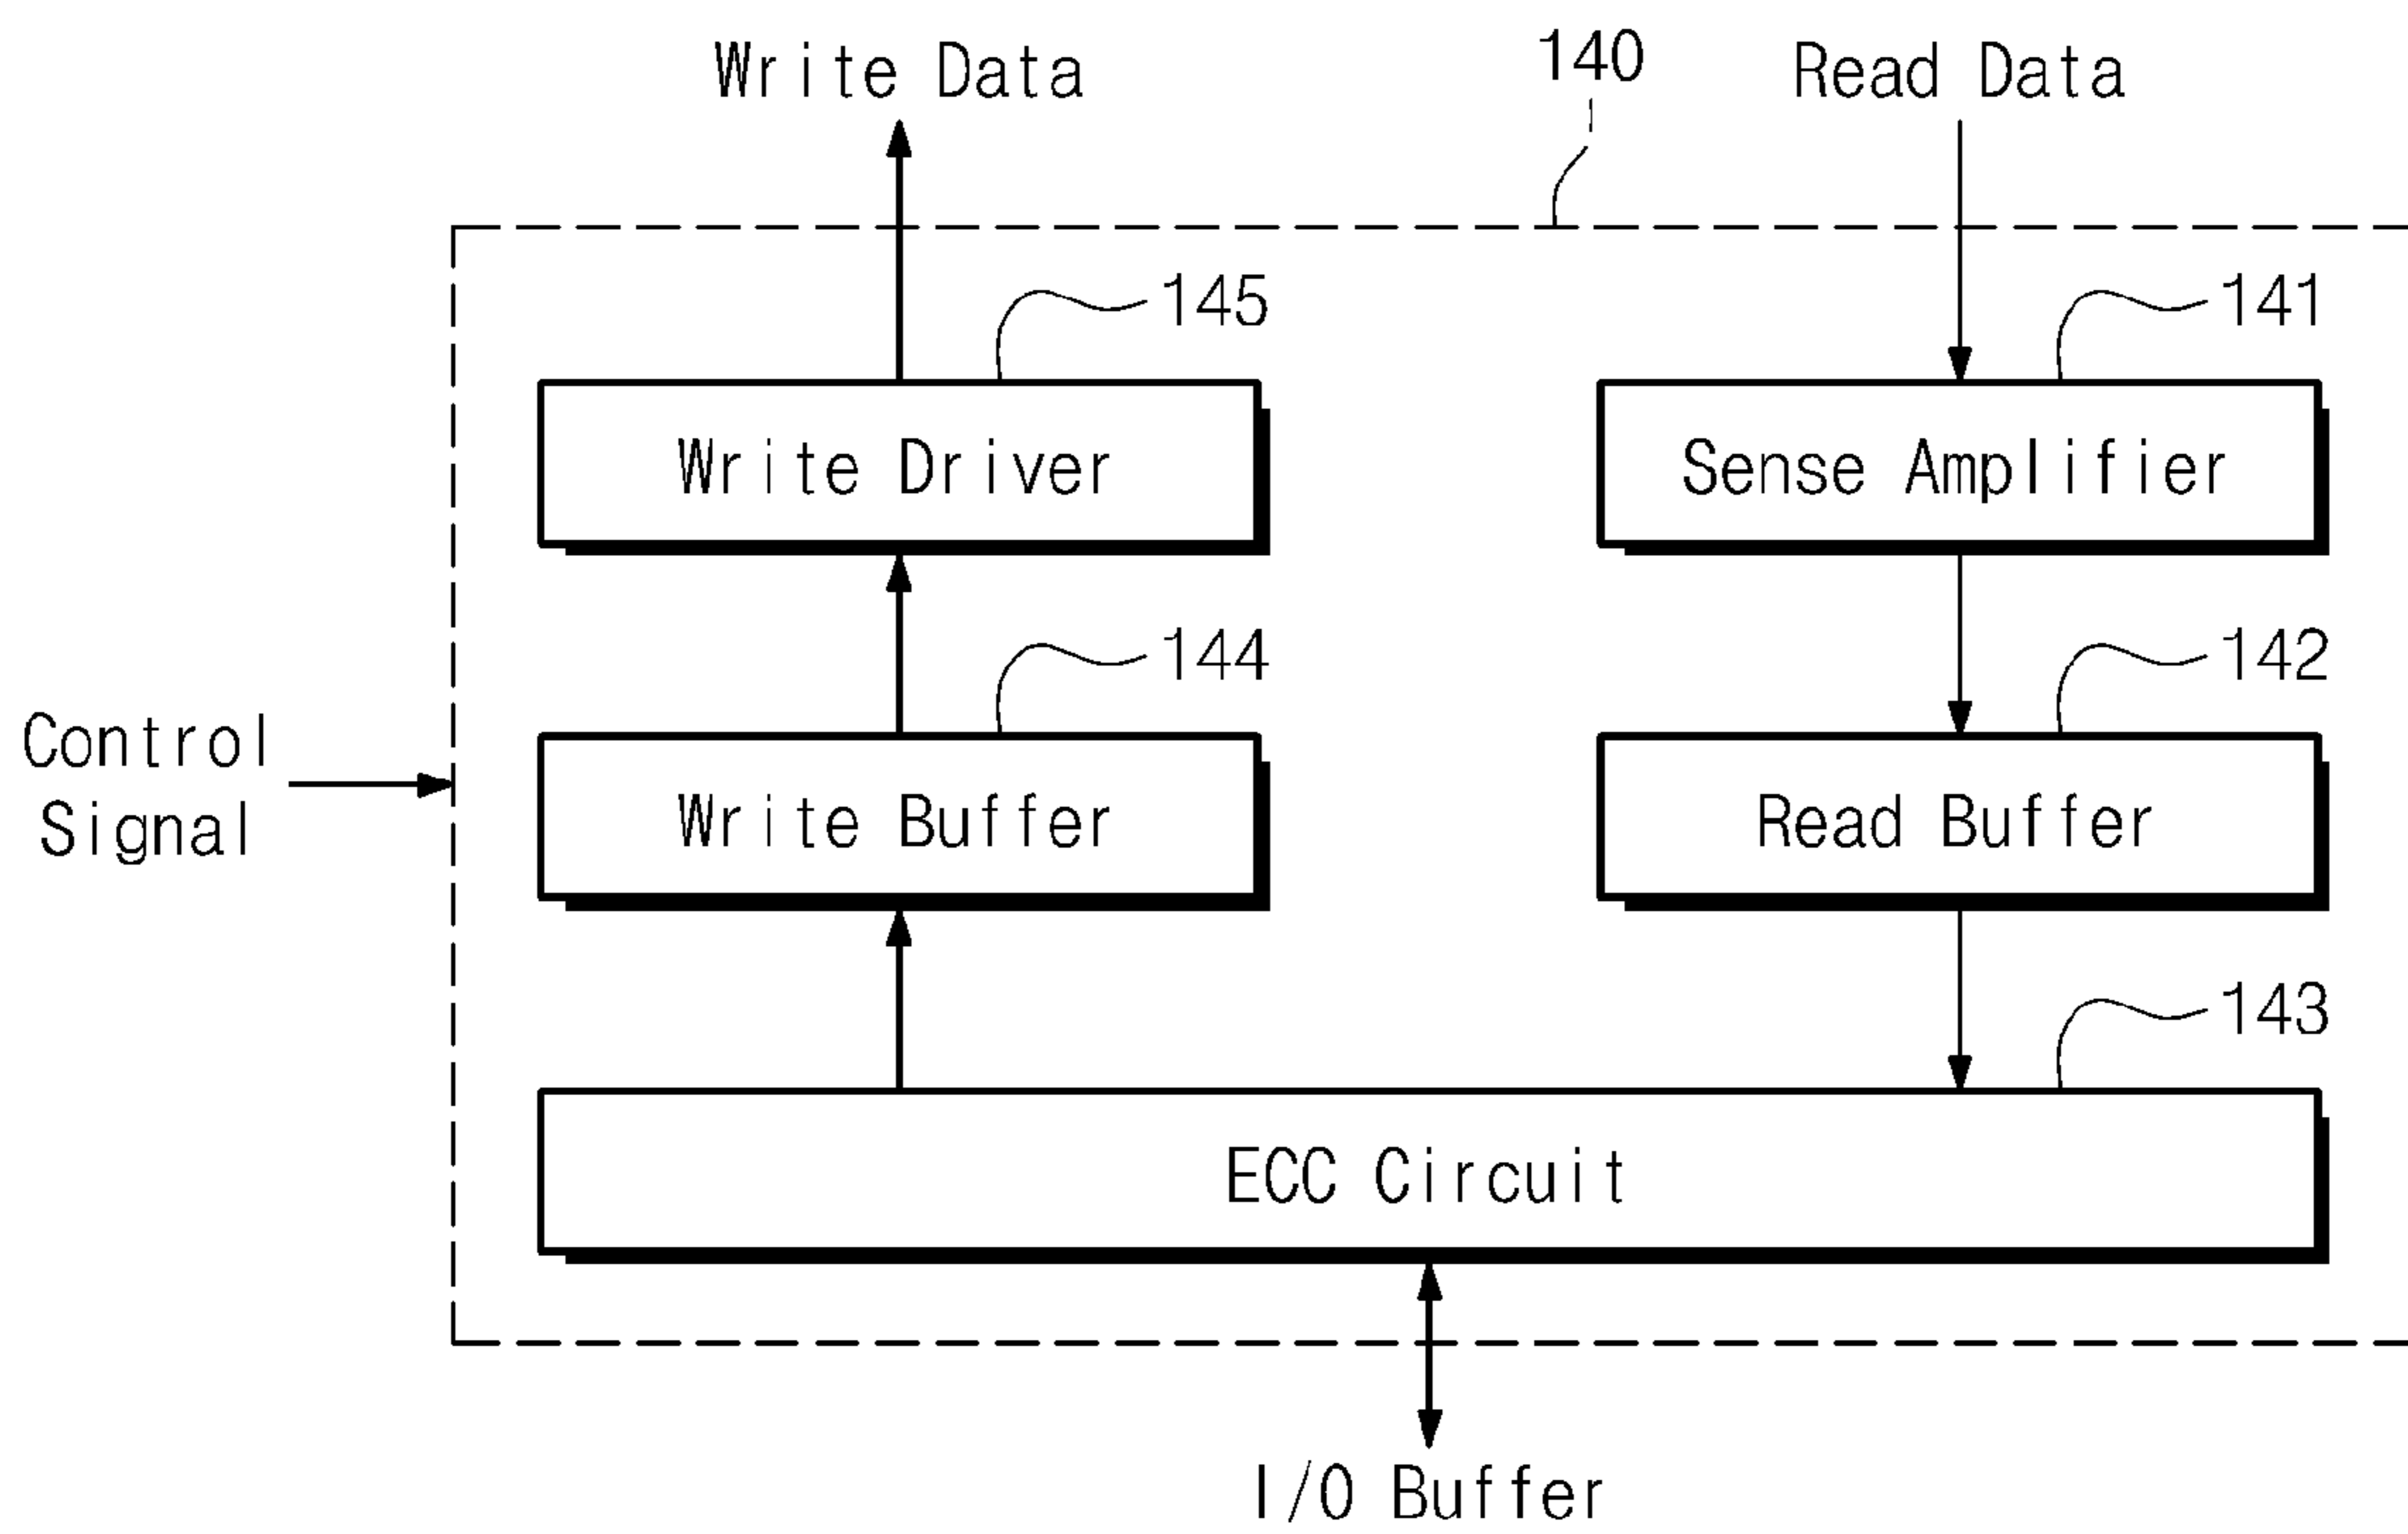 Write Data
140
Read Data
145
141
Write Driver
Sense Amplifier
144
142
Control
Signal
Write Buffer
Read Buffer
143
ECC Circuit
I/O Buffer